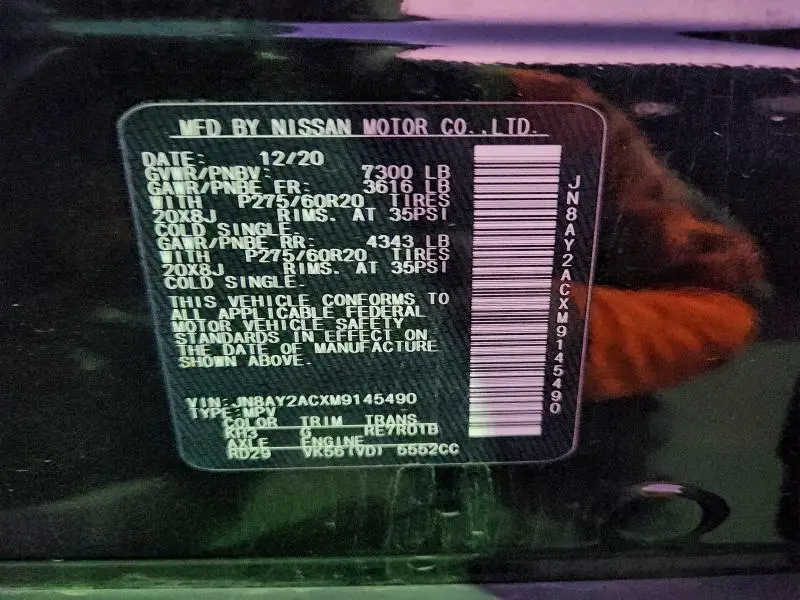 MFD BY NISSAN MOTOR CO.,LTD.
DATE: 12/20
GVWR/PNBV: 7300 LB
GAWR/PNBE FR: 3616 LB
WITH P275/60R20 TIRES
20X8J RIMS. AT 35PSI
COLD SINGLE.
GAWR/PNBE RR: 4343 LB
WITH P275/60R20 TIRES
20X8J RIMS. AT 35PSI
COLD SINGLE.
THIS VEHICLE CONFORMS TO
ALL APPLICABLE FEDERAL
MOTOR VEHICLE SAFETY
STANDARDS IN EFFECT ON
THE DATE OF MANUFACTURE
SHOWN ABOVE.
VIN: JN8AY2ACXM9145490
TYPE: MPV
COLOR TRIM TRANS
KH3 G RE7R01B
AXLE ENGINE
RD29 VK56(VD) 5552CC
JN8AY2ACXM9145490